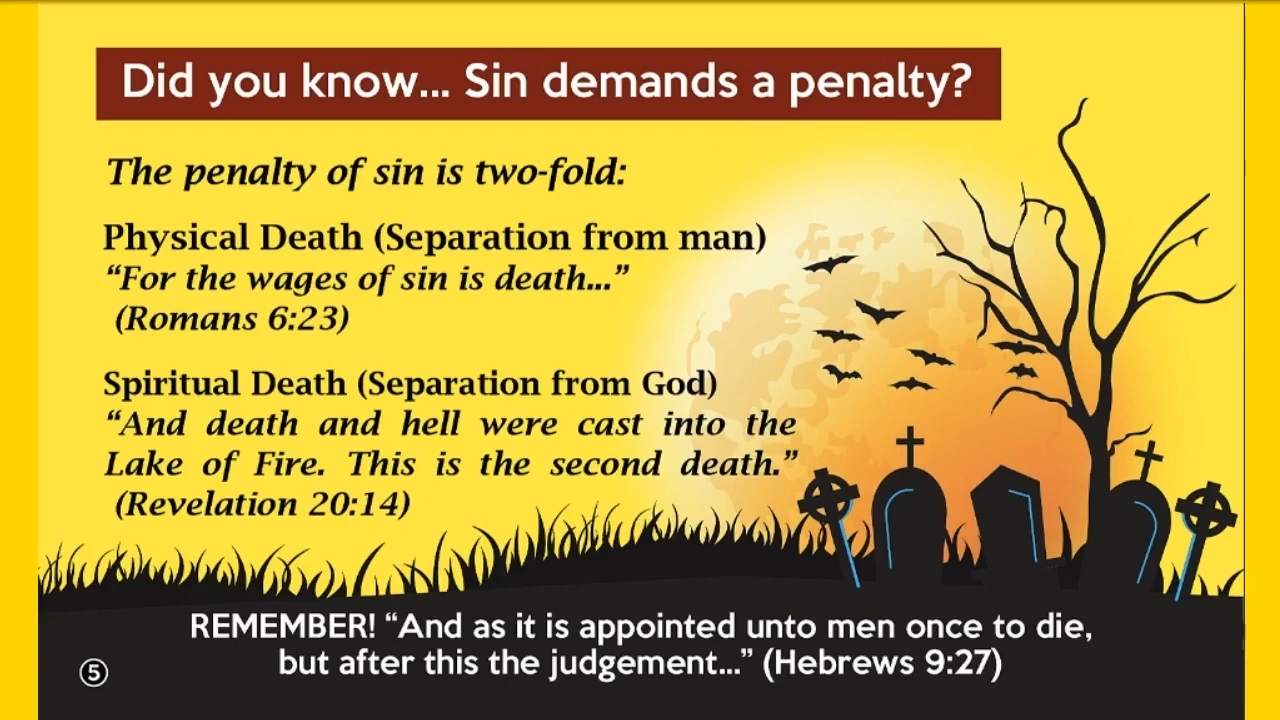 Did you know... Sin demands a penalty?
The penalty of sin is two-fold:
Physical Death (Separation from man)
“For the wages of sin is death...”
(Romans 6:23)
Spiritual Death (Separation from God)
“And death and hell were cast into the
Lake of Fire. This is the second death.”
(Revelation 20:14)
REMEMBER! “And as it is appointed unto men once to die,
but after this the judgement...” (Hebrews 9:27)
⑤